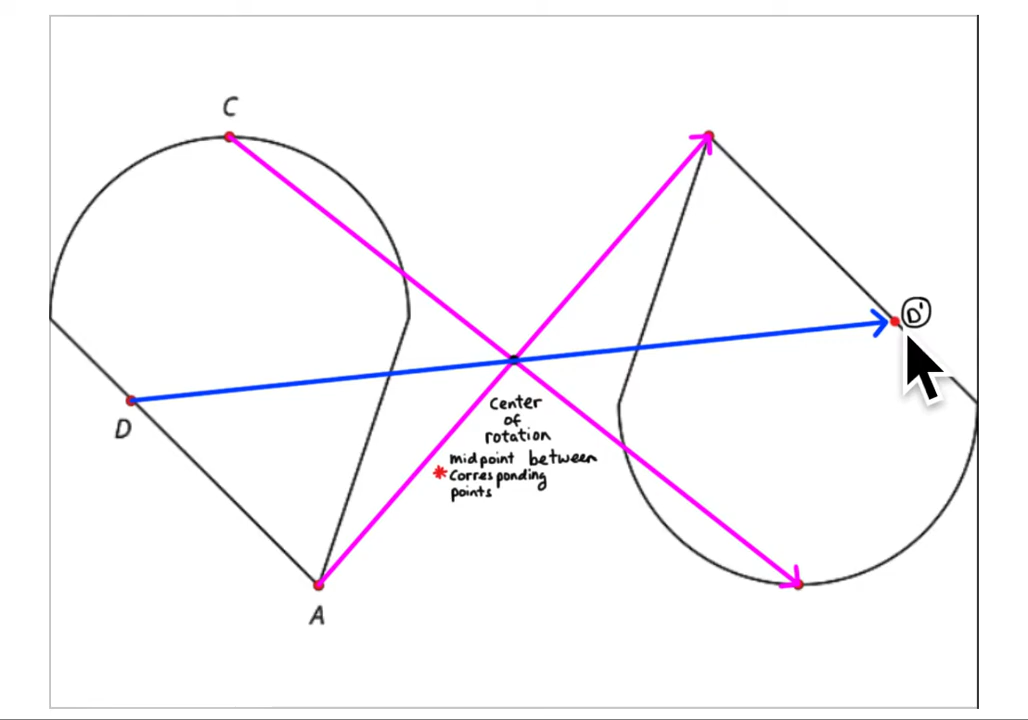 C
D'
D
Center
of
rotation
midpoint between
* Corresponding
points
A